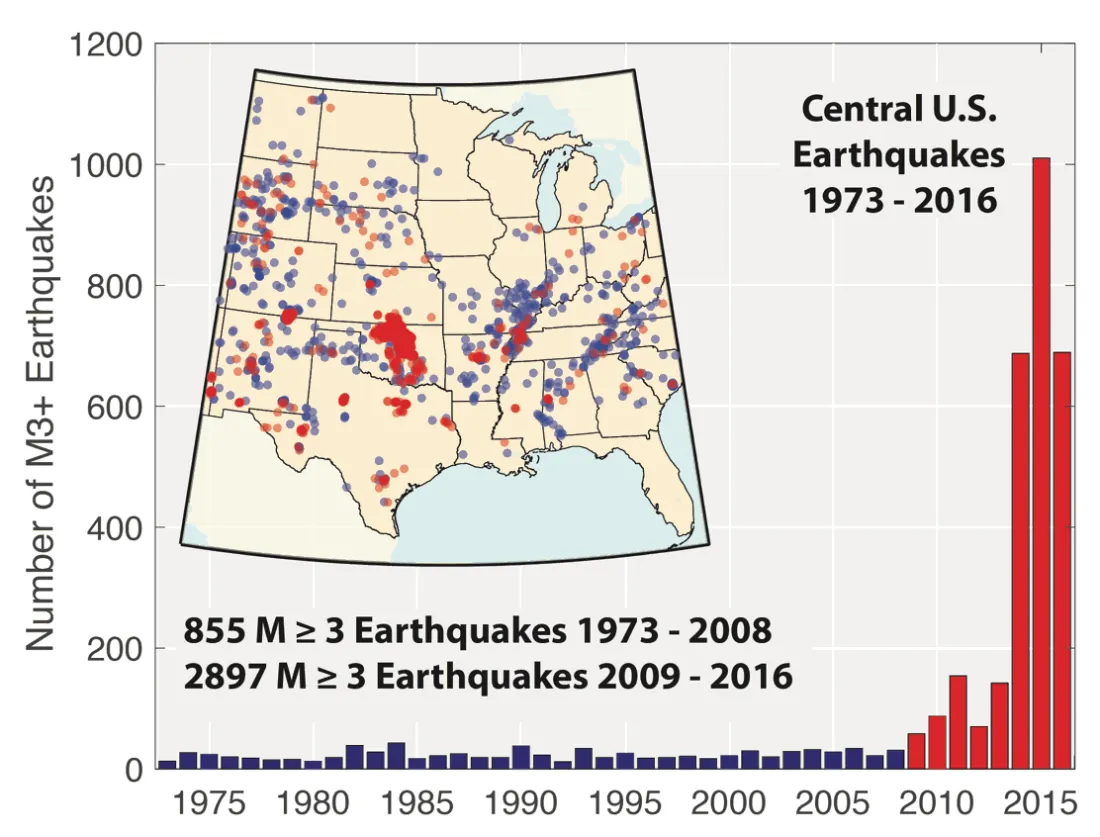 1200
1000
800
600
400
200
0
Number of M3+ Earthquakes
Central U.S.
Earthquakes
1973 - 2016
855 M ≥ 3 Earthquakes 1973 - 2008
2897 M ≥ 3 Earthquakes 2009 - 2016
1975 1980 1985 1990 1995 2000 2005 2010 2015